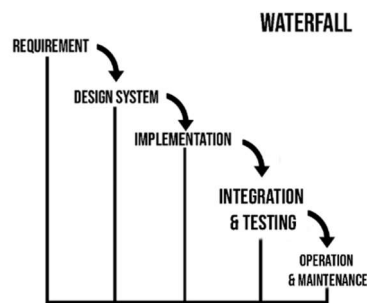 WATERFALL
REQUIREMENT
DESIGN SYSTEM
IMPLEMENTATION
INTEGRATION
& TESTING
OPERATION
& MAINTENANCE